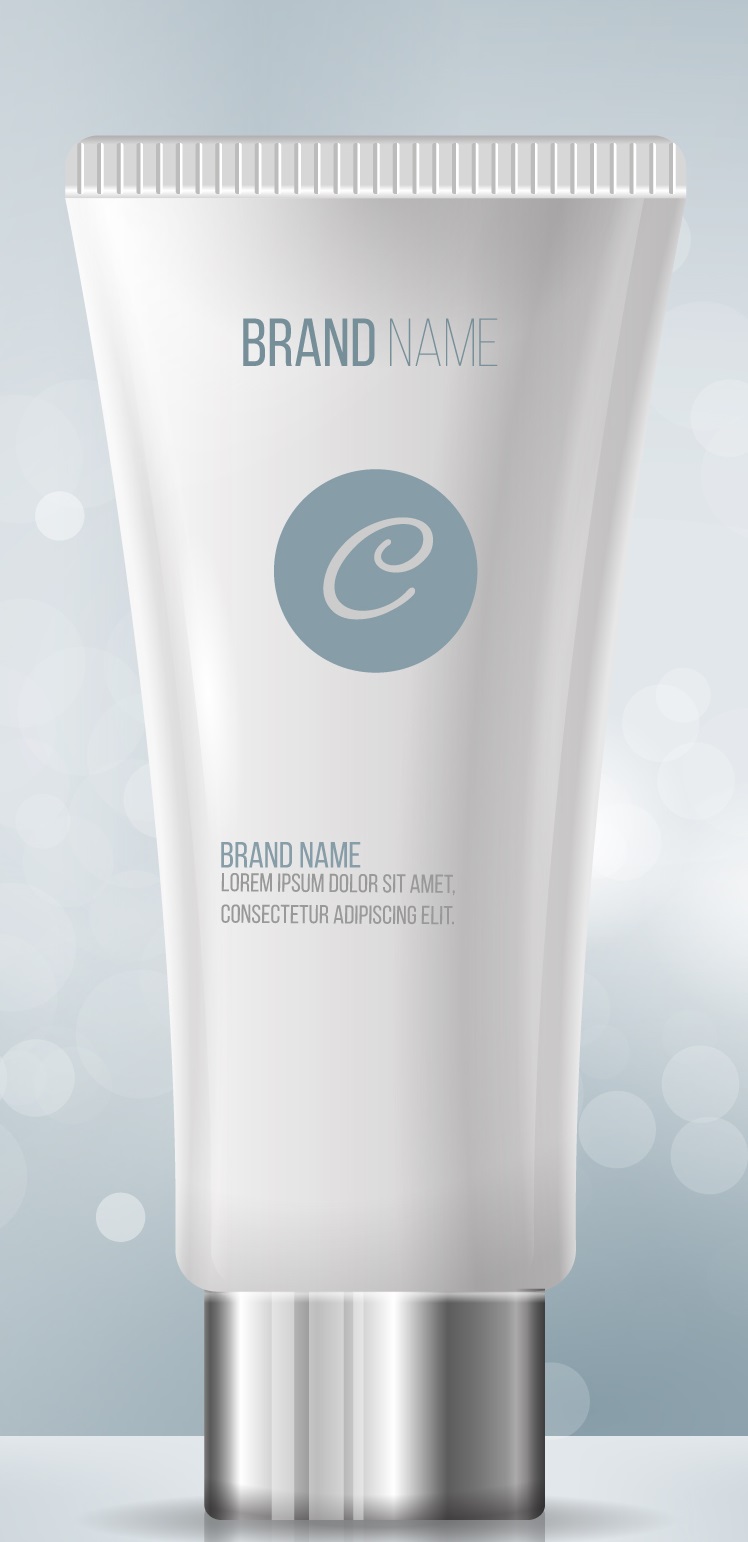 BRAND NAME
C
BRAND NAME
LOREM IPSUM DOLOR SIT AMET,
CONSECTETUR ADIPISCING ELIT.